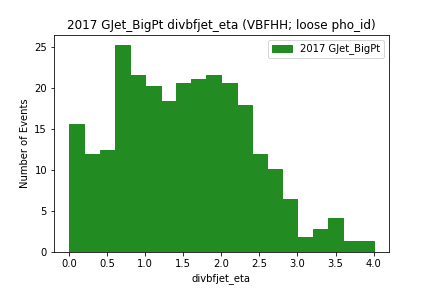 2017 GJet_BigPt divbfjet_eta (VBFHH; loose pho_id)
2017 GJet_BigPt
Number of Events
25
20
15
10
5
0
0.0 0.5 1.0 1.5 2.0 2.5 3.0 3.5 4.0
divbfjet_eta